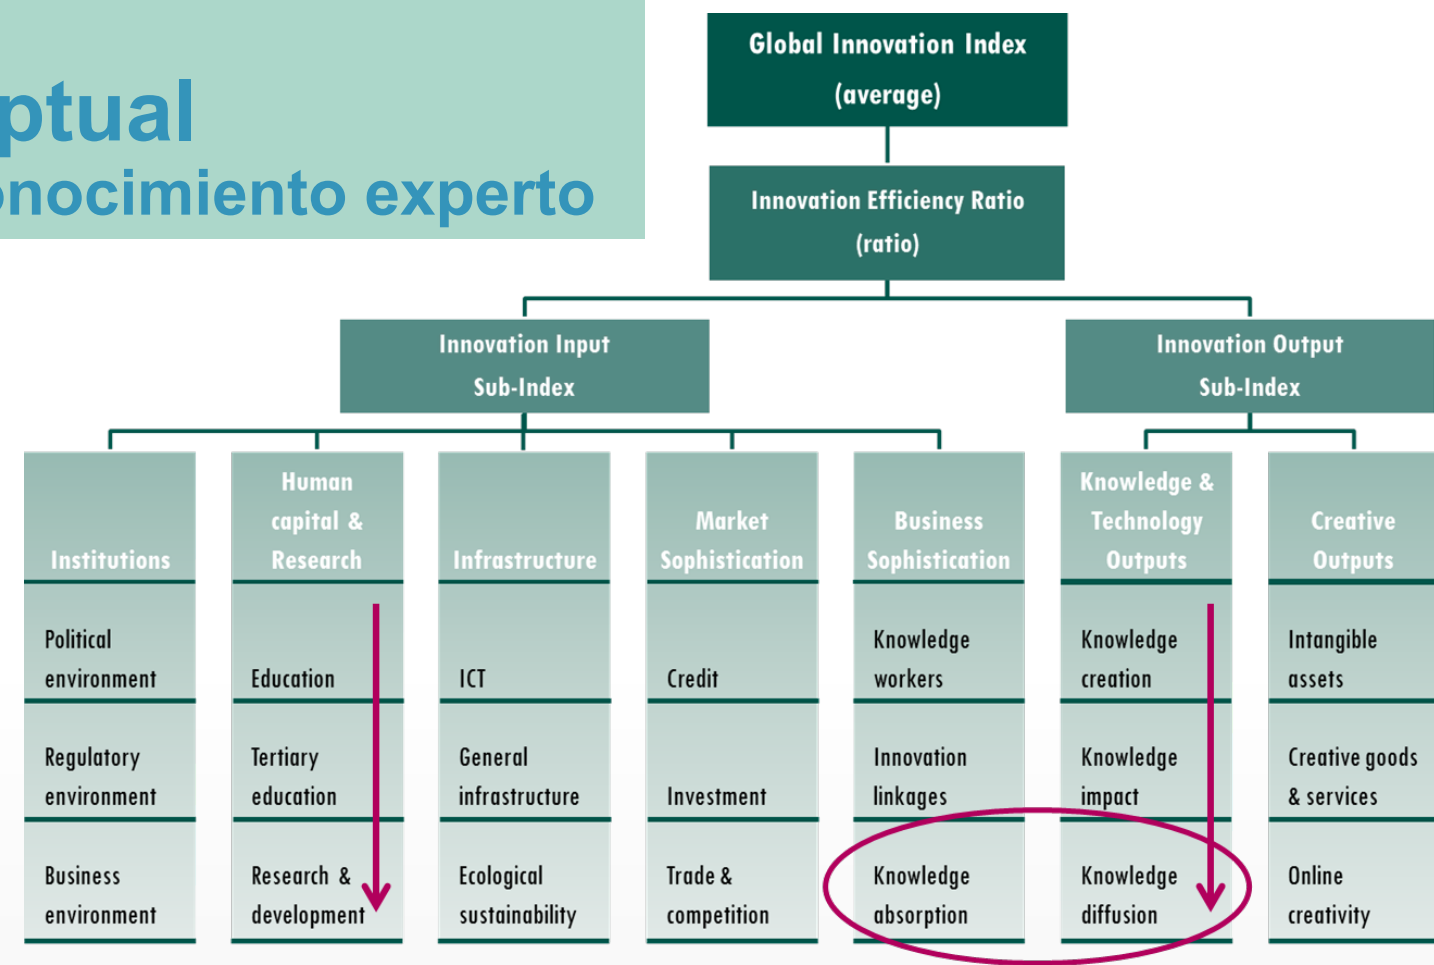 ptual
onocimiento experto
Global Innovation Index
(average)
Innovation Efficiency Ratio
(ratio)
Innovation Input
Sub-Index
Innovation Output
Sub-Index
Institutions
Human
capital &
Research
Infrastructure
Market
Sophistication
Business
Sophistication
Knowledge &
Technology
Outputs
Creative
Outputs
Political
environment
Education
ICT
Credit
Knowledge
workers
Knowledge
creation
Intangible
assets
Regulatory
environment
Tertiary
education
General
infrastructure
Investment
Innovation
linkages
Knowledge
impact
Creative goods
& services
Business
environment
Research &
development
Ecological
sustainability
Trade &
competition
Knowledge
absorption
Knowledge
diffusion
Online
creativity